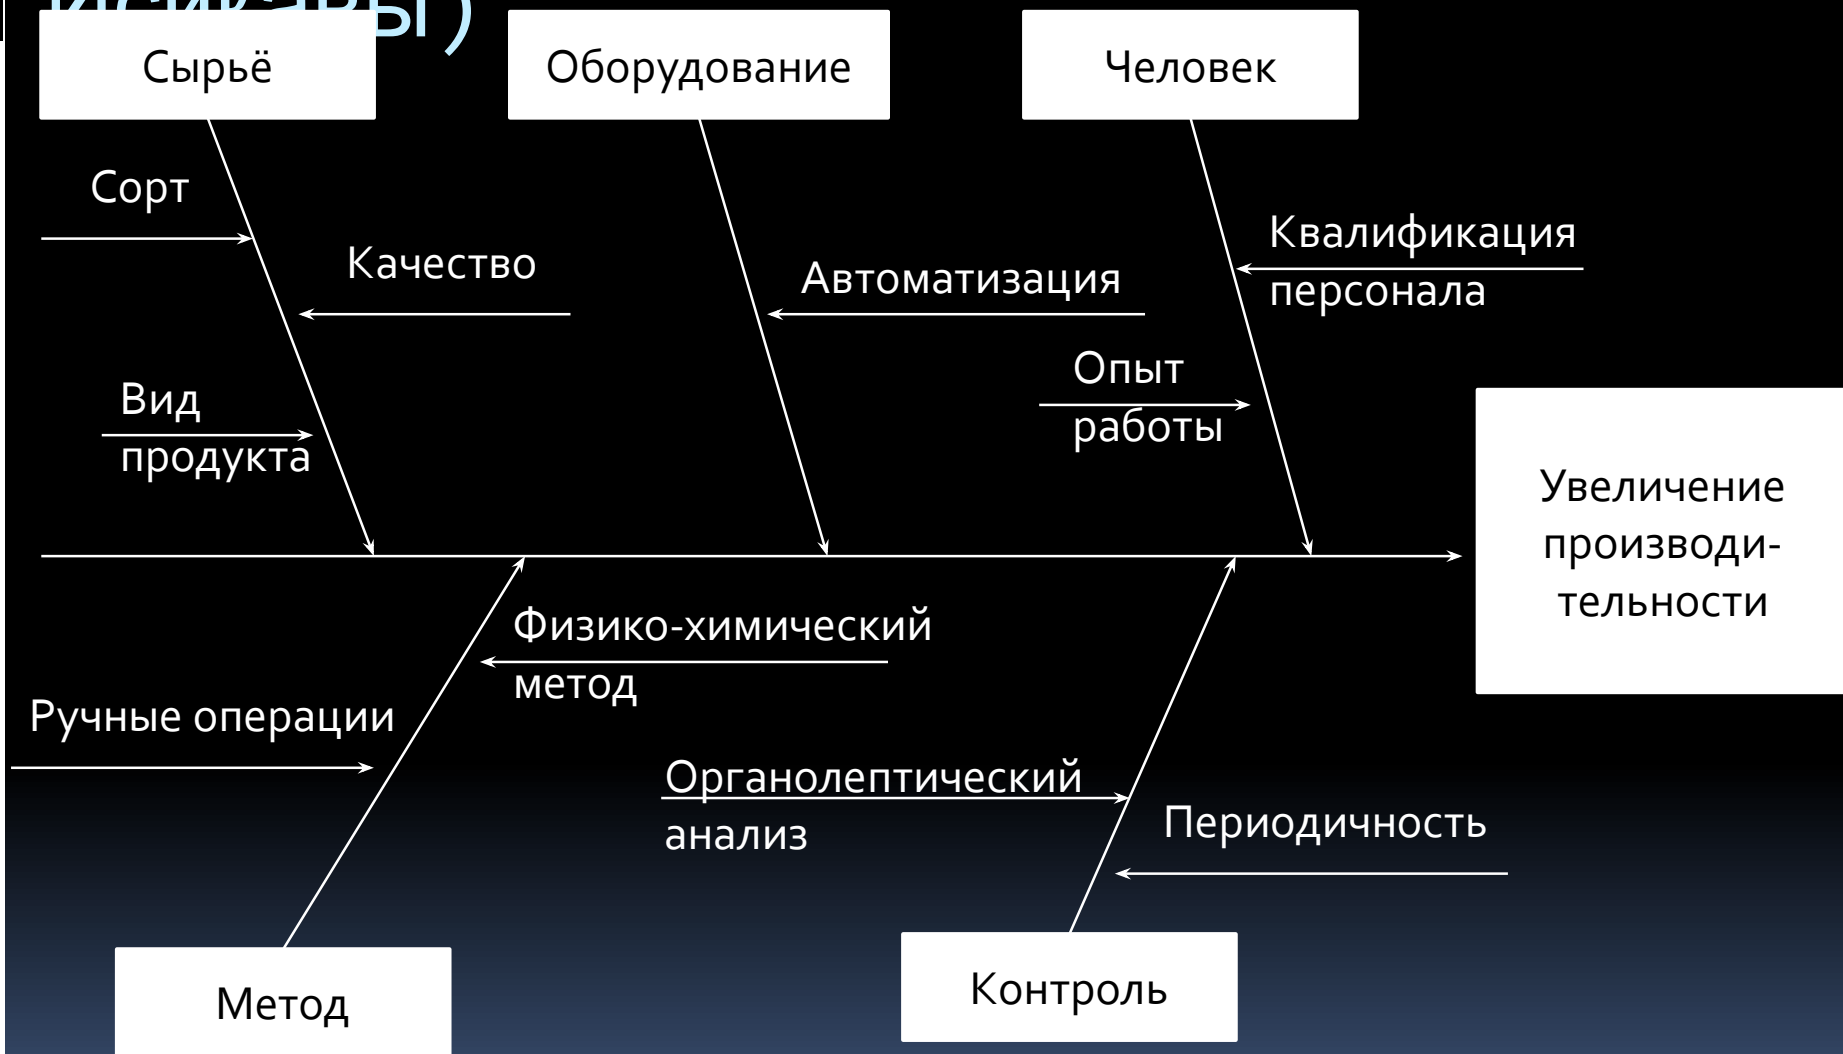 Исикавы)
Сырьё
Оборудование
Человек
Сорт
Качество
Автоматизация
Квалификация
персонала
Вид
продукта
Опыт
работы
Увеличение
производи-
тельности
Физико-химический
метод
Ручные операции
Органолептический
анализ
Периодичность
Метод
Контроль